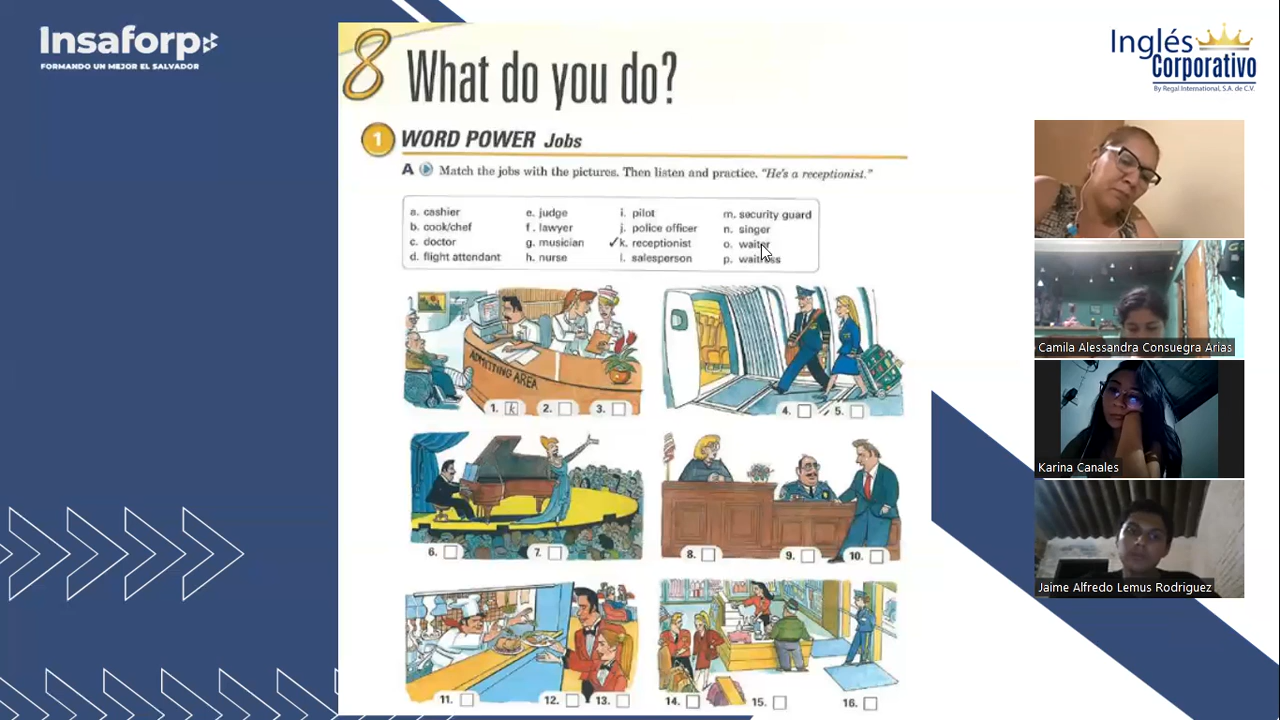 Insaforp
FORMANDO UN MEJOR EL SALVADOR
8 What do you do?
1 WORD POWER Jobs
A Match the jobs with the pictures. Then listen and practice. "He's a receptionist."
a. cashier
b. cook/chef
c. doctor
d. flight attendant
e. judge
f. lawyer
g. musician
h. nurse
i. pilot
j. police officer
✓k. receptionist
l. salesperson
m. security guard
n. singer
o. waiter
p. waitress
ADMITTING AREA
1. k 2. 3.
4. 5.
6. 7.
8. 9. 10.
11. 12. 13.
14. 15. 16.
Inglés
Corporativo
By Regal International, S.A. de C.V.
Camila Alessandra Consuegra Arias
Karina Canales
Jaime Alfredo Lemus Rodriguez